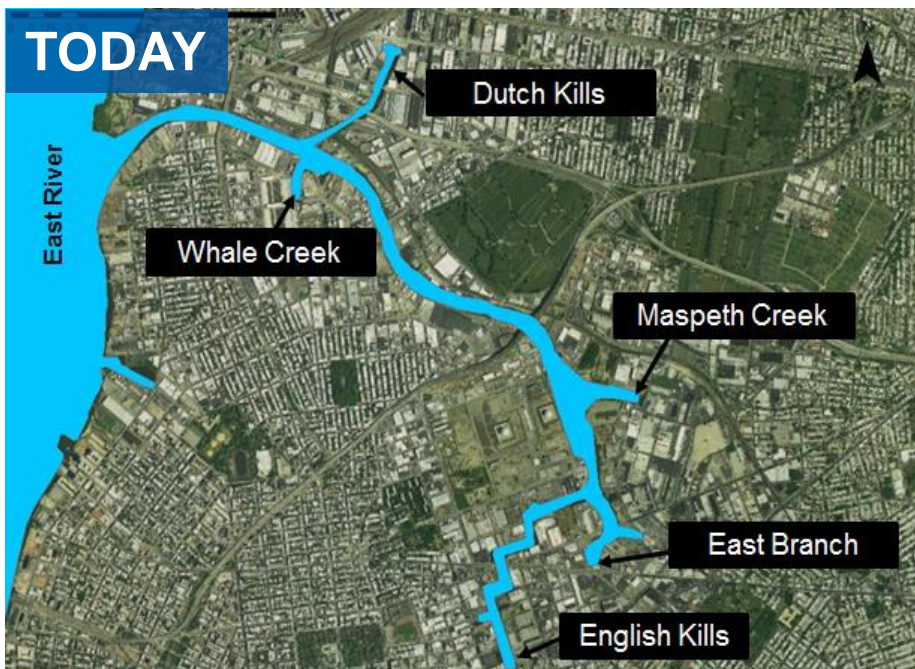 TODAY
Dutch Kills
East River
Whale Creek
Maspeth Creek
East Branch
English Kills